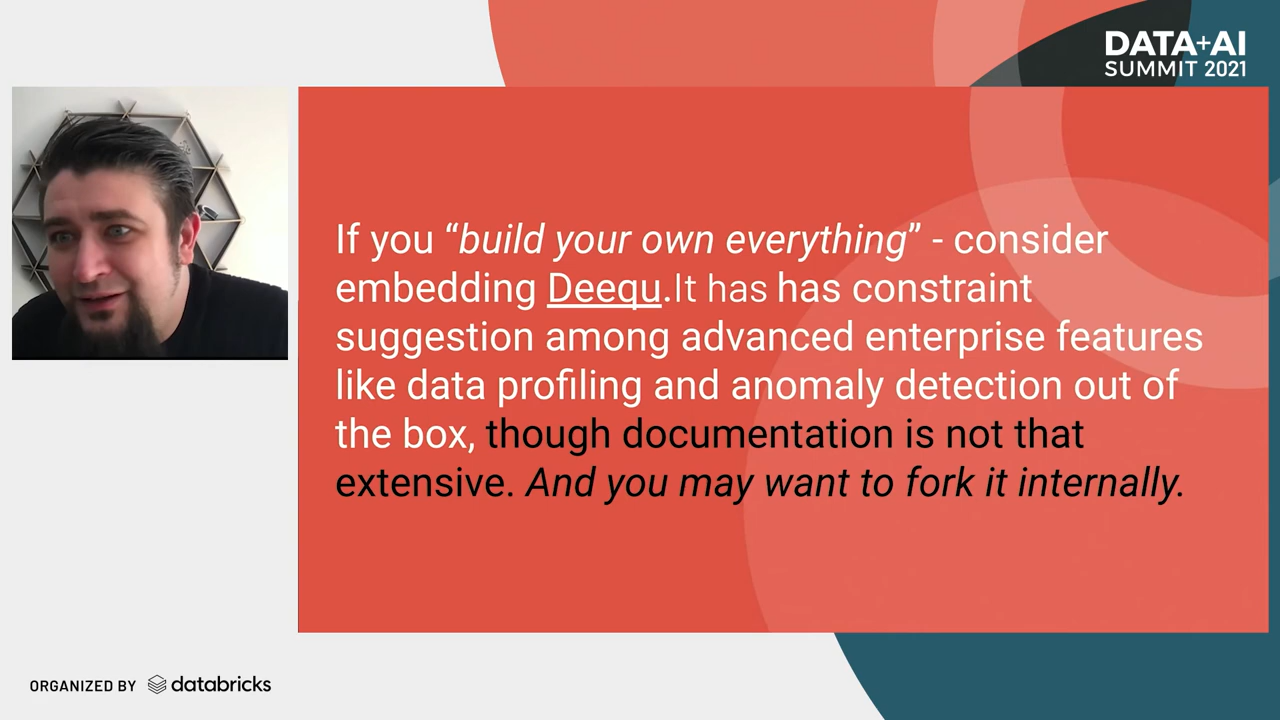 DATA+AI
SUMMIT 2021
If you “build your own everything” - consider
embedding Deequ.It has has constraint
suggestion among advanced enterprise features
like data profiling and anomaly detection out of
the box, though documentation is not that
extensive. And you may want to fork it internally.
ORGANIZED BY databricks